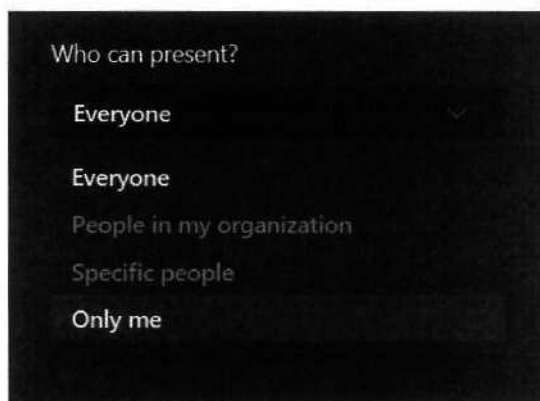 Who can present?
Everyone
Everyone
People in my organization
Specific people
Only me